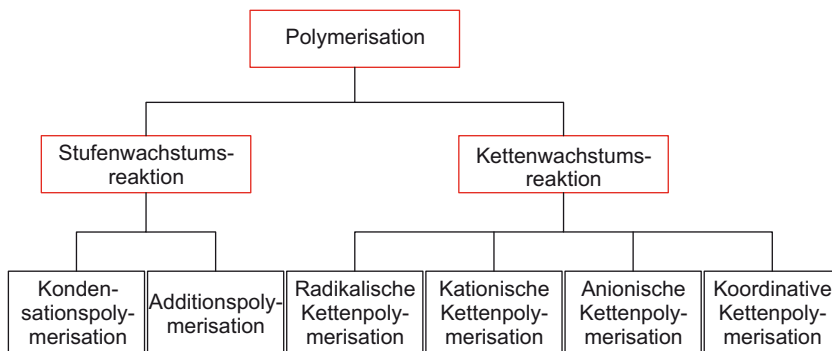 Polymerisation
Stufenwachstums-
reaktion
Kettenwachstums-
reaktion
Konden-
sationspoly-
merisation
Additionspoly-
merisation
Radikalische
Kettenpoly-
merisation
Kationische
Kettenpoly-
merisation
Anionische
Kettenpoly-
merisation
Koordinative
Kettenpoly-
merisation